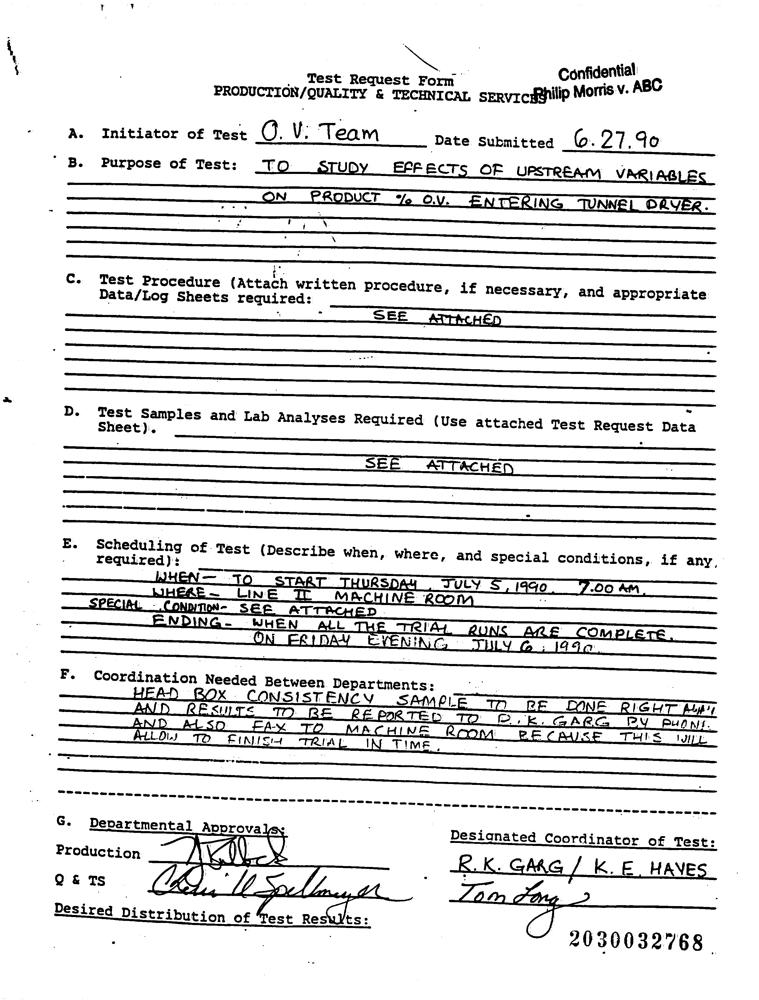 Confidential
Test Request Form
PRODUCTION/QUALITY & TECHNICAL SERVICES Philip Morris v. ABC
A. Initiator of Test O.V. Team Date Submitted 6.27.90
B. Purpose of Test: TO STUDY EFFECTS OF UPSTREAM VARIABLES
ON PRODUCT % O.V. ENTERING TUNNEL DRYER.
C. Test Procedure (Attach written procedure, if necessary, and appropriate
Data/Log Sheets required:
SEE ATTACHED
D. Test Samples and Lab Analyses Required (Use attached Test Request Data
Sheet).
SEE ATTACHED
E. Scheduling of Test (Describe when, where, and special conditions, if any,
required):
WHEN- TO START THURSDAY, JULY 5, 1990 7.00 AM.
WHERE- LINE II MACHINE ROOM
SPECIAL CONDITION- SEE ATTACHED
ENDING- WHEN ALL THE TRIAL RUNS ARE COMPLETE.
ON FRIDAY EVENING JULY 6, 1990
F. Coordination Needed Between Departments:
HEAD BOX CONSISTENCY SAMPLE TO BE DONE RIGHT AWAY
AND RESULTS TO BE REPORTED TO R.K. GARG BY PHONE.
AND ALSO FAX TO MACHINE ROOM BECAUSE THIS WILL
ALLOW TO FINISH TRIAL IN TIME.
G. Departmental Approvals:
Designated Coordinator of Test:
Production
R.K. GARG / K.E. HAYES
Q & TS
Tom Long
Desired Distribution of Test Results:
2030032768